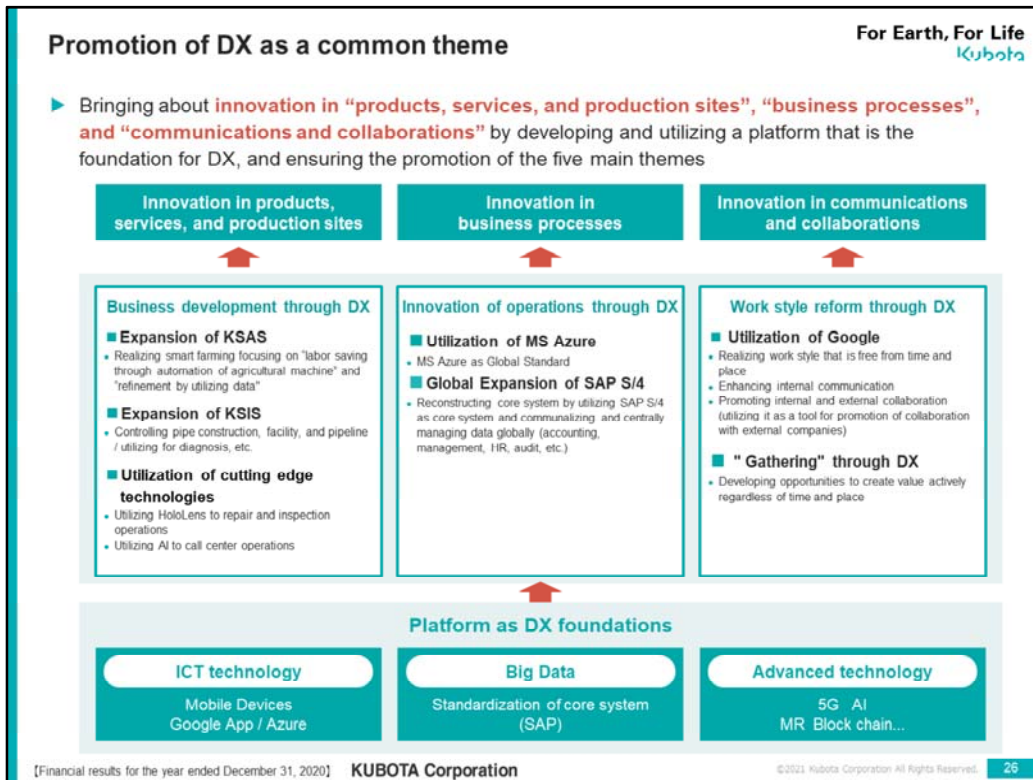 Promotion of DX as a common theme
For Earth, For Life
Kubota
▶ Bringing about innovation in “products, services, and production sites”, “business processes”,
and “communications and collaborations” by developing and utilizing a platform that is the
foundation for DX, and ensuring the promotion of the five main themes
Innovation in products,
services, and production sites
Innovation in
business processes
Innovation in communications
and collaborations
Business development through DX
■ Expansion of KSAS
• Realizing smart farming focusing on "labor saving
through automation of agricultural machine" and
"refinement by utilizing data"
■ Expansion of KSIS
• Controlling pipe construction, facility, and pipeline
/ utilizing for diagnosis, etc.
■ Utilization of cutting edge
technologies
• Utilizing HoloLens to repair and inspection
operations
• Utilizing AI to call center operations
Innovation of operations through DX
■ Utilization of MS Azure
• MS Azure as Global Standard
■ Global Expansion of SAP S/4
• Reconstructing core system by utilizing SAP S/4
as core system and communalizing, and centrally
managing data globally (accounting,
management, HR, audit, etc.)
Work style reform through DX
■ Utilization of Google
• Realizing work style that is free from time and
place
• Enhancing internal communication
• Promoting internal and external collaboration
(utilizing it as a tool for promotion of collaboration
with external companies)
■ " Gathering" through DX
• Developing opportunities to create value actively
regardless of time and place
Platform as DX foundations
ICT technology
Mobile Devices
Google App / Azure
Big Data
Standardization of core system
(SAP)
Advanced technology
5G AI
MR Block chain...
【Financial results for the year ended December 31, 2020】 KUBOTA Corporation
©2021 Kubota Corporation All Rights Reserved. 26